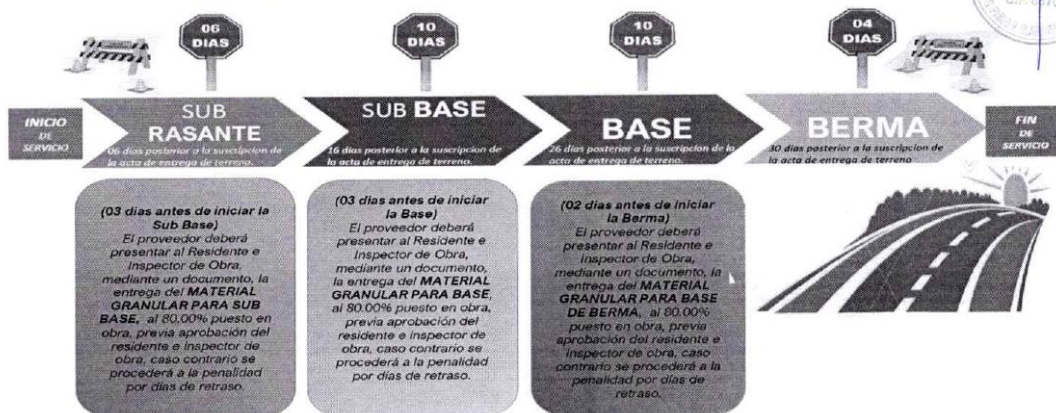 06
DIAS
10
DIAS
10
DIAS
04
DIAS
INICIO
DE
SERVICIO
SUB
RASANTE
06 dias posterior a la suscripcion de
la acta de entrega de terreno.
SUB BASE
16 dias posterior a la suscripcion de
la acta de entrega de terreno.
BASE
26 dias posterior a la suscripcion de la
acta de entrega de terreno.
BERMA
30 dias posterior a la suscripcion de
la acta de entrega de terreno.
FIN
DE
SERVICIO
(03 dias antes de iniciar la
Sub Base)
El proveedor deberá
presentar al Residente e
Inspector de Obra,
mediante un documento, la
entrega del MATERIAL
GRANULAR PARA SUB
BASE, al 80.00% puesto en
obra, previa aprobación del
residente e inspector de
obra, caso contrario se
procederá a la penalidad
por días de retraso.
(03 dias antes de iniciar
la Base)
El proveedor deberá
presentar al Residente e
Inspector de Obra,
mediante un documento,
la entrega del MATERIAL
GRANULAR PARA BASE,
al 80.00% puesto en obra,
previa aprobación del
residente e inspector de
obra, caso contrario se
procederá a la penalidad
por días de retraso.
(02 dias antes de iniciar
la Berma)
El proveedor deberá
presentar al Residente e
Inspector de Obra,
mediante un documento, la
entrega del MATERIAL
GRANULAR PARA BASE
DE BERMA, al 80.00%
puesto en obra, previa
aprobación del residente e
inspector de obra, caso
contrario se procederá a la
penalidad por días de
retraso.